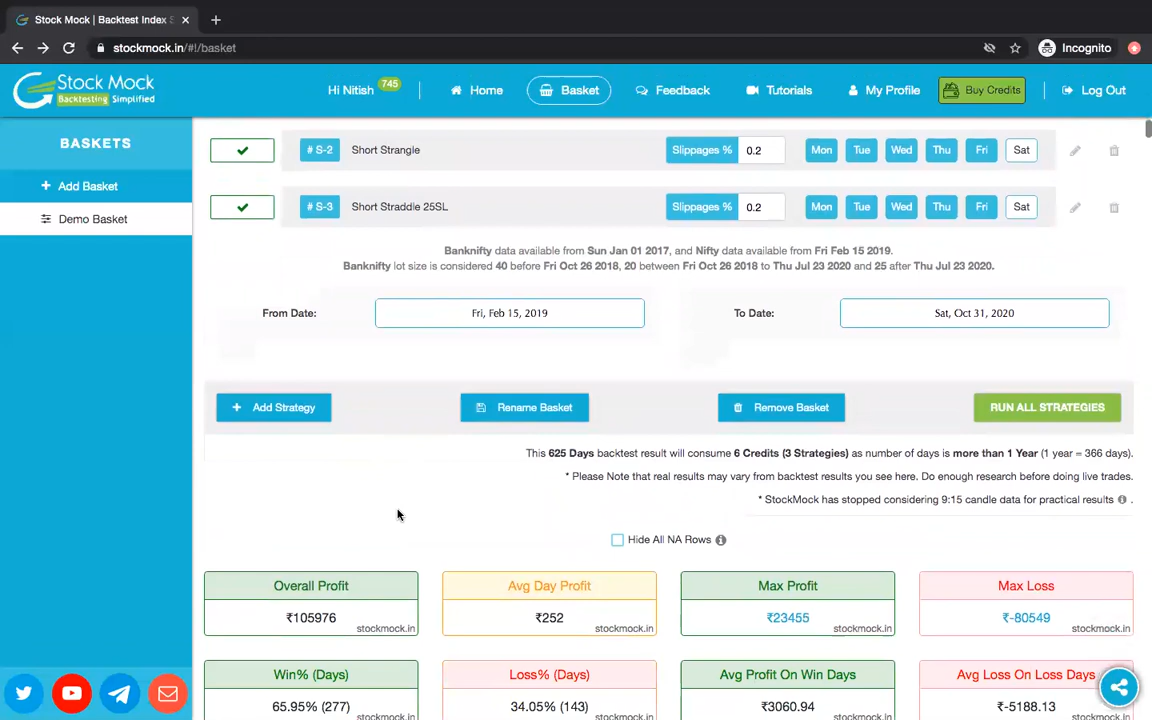 Stock Mock | Backtest Index S
stockmock.in/#!/basket
Incognito
Stock Mock
Backtesting Simplified
Hi Nitish 745
Home
Basket
Feedback
Tutorials
My Profile
Buy Credits
Log Out
BASKETS
Add Basket
Demo Basket
# S-2 Short Strangle Slippages % 0.2 Mon Tue Wed Thu Fri Sat
# S-3 Short Straddle 25SL Slippages % 0.2 Mon Tue Wed Thu Fri Sat
Banknifty data available from Sun Jan 01 2017, and Nifty data available from Fri Feb 15 2019.
Banknifty lot size is considered 40 before Fri Oct 26 2018, 20 between Fri Oct 26 2018 to Thu Jul 23 2020 and 25 after Thu Jul 23 2020.
From Date: Fri, Feb 15, 2019 To Date: Sat, Oct 31, 2020
Add Strategy Rename Basket Remove Basket RUN ALL STRATEGIES
This 625 Days backtest result will consume 6 Credits (3 Strategies) as number of days is more than 1 Year (1 year = 366 days).
* Please Note that real results may vary from backtest results you see here. Do enough research before doing live trades.
* StockMock has stopped considering 9:15 candle data for practical results .
Hide All NA Rows
Overall Profit Avg Day Profit Max Profit Max Loss
₹105976 ₹252 ₹23455 ₹-80549
stockmock.in stockmock.in stockmock.in stockmock.in
Win% (Days) Loss% (Days) Avg Profit On Win Days Avg Loss On Loss Days
65.95% (277) 34.05% (143) ₹3060.94 ₹-5188.13
stockmock.in stockmock.in stockmock.in stockmock.in